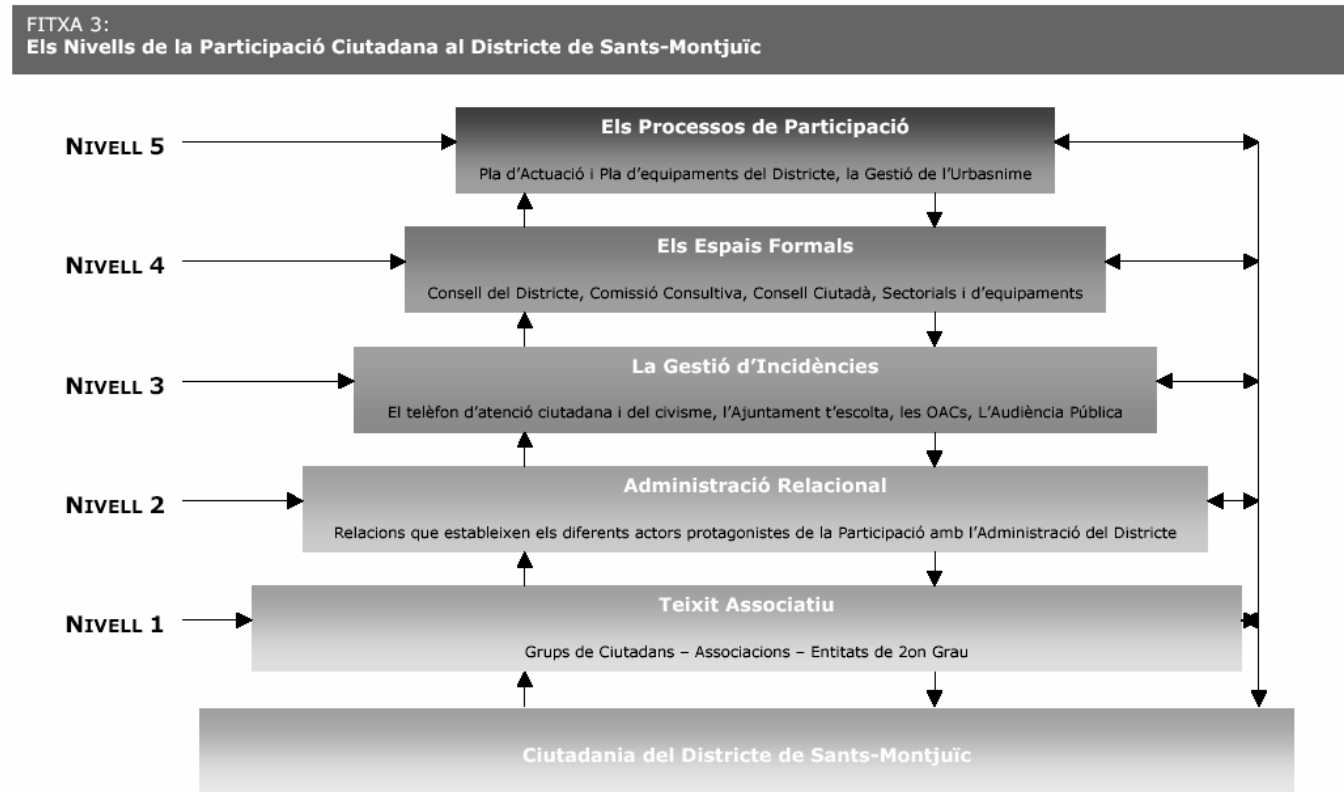 FITXA 3:
Els Nivells de la Participació Ciutadana al Districte de Sants-Montjuïc
NIVELL 5
Els Processos de Participació
Pla d'Actuació i Pla d'equipaments del Districte, la Gestió de l'Urbasnime
NIVELL 4
Els Espais Formals
Consell del Districte, Comissió Consultiva, Consell Ciutadà, Sectorials i d'equipaments
NIVELL 3
La Gestió d'Incidències
El telèfon d'atenció ciutadana i del civisme, l'Ajuntament t'escolta, les OACs, L'Audiència Pública
NIVELL 2
Administració Relacional
Relacions que estableixen els diferents actors protagonistes de la Participació amb l'Administració del Districte
NIVELL 1
Teixit Associatiu
Grups de Ciutadans – Associacions – Entitats de 2on Grau
Ciutadania del Districte de Sants-Montjuïc